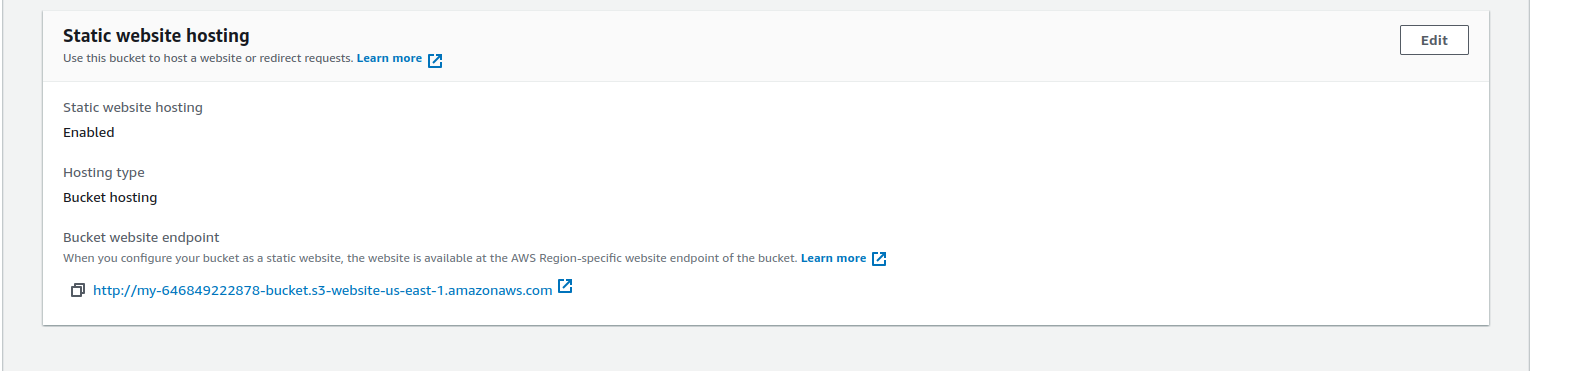 Static website hosting
Edit
Use this bucket to host a website or redirect requests. Learn more
Static website hosting
Enabled
Hosting type
Bucket hosting
Bucket website endpoint
When you configure your bucket as a static website, the website is available at the AWS Region-specific website endpoint of the bucket. Learn more
http://my-646849222878-bucket.s3-website-us-east-1.amazonaws.com